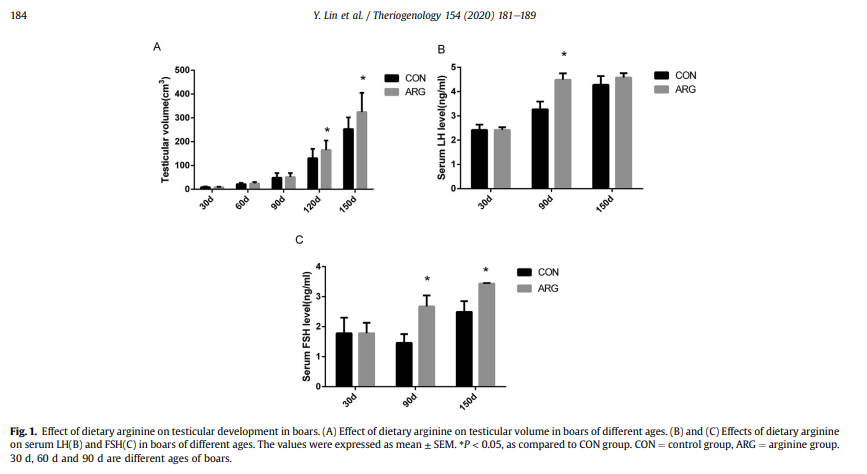 184
Y. Lin et al. / Theriogenology 154 (2020) 181–189
A
Testicular volume(cm³)
500
400
300
200
100
0
30d
60d
90d
120d
150d
*
*
CON
ARG
B
Serum LH level(ng/ml)
5
4
3
2
1
0
30d
90d
150d
*
CON
ARG
C
Serum FSH level(ng/ml)
4
3
2
1
0
30d
90d
150d
*
*
CON
ARG
Fig. 1. Effect of dietary arginine on testicular development in boars. (A) Effect of dietary arginine on testicular volume in boars of different ages. (B) and (C) Effects of dietary arginine
on serum LH(B) and FSH(C) in boars of different ages. The values were expressed as mean ± SEM. *P < 0.05, as compared to CON group. CON = control group, ARG = arginine group.
30 d, 60 d and 90 d are different ages of boars.